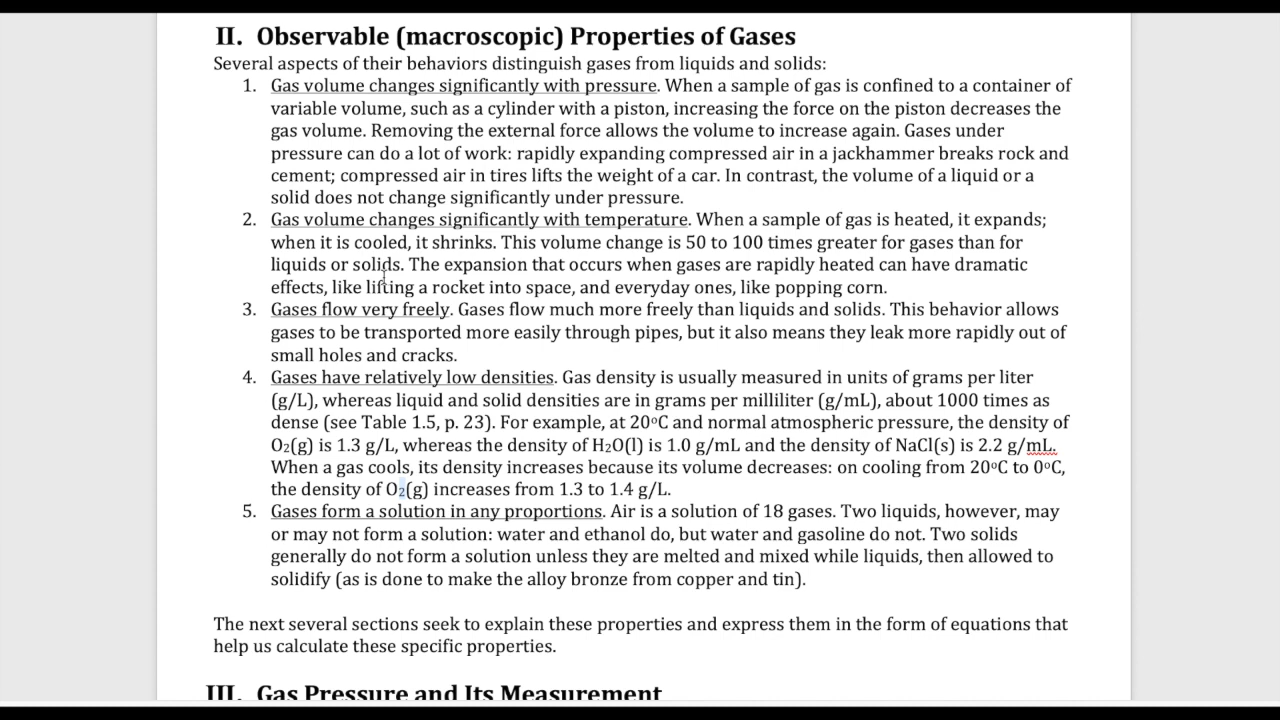 II. Observable (macroscopic) Properties of Gases
Several aspects of their behaviors distinguish gases from liquids and solids:
1. Gas volume changes significantly with pressure. When a sample of gas is confined to a container of
variable volume, such as a cylinder with a piston, increasing the force on the piston decreases the
gas volume. Removing the external force allows the volume to increase again. Gases under
pressure can do a lot of work: rapidly expanding compressed air in a jackhammer breaks rock and
cement; compressed air in tires lifts the weight of a car. In contrast, the volume of a liquid or a
solid does not change significantly under pressure.
2. Gas volume changes significantly with temperature. When a sample of gas is heated, it expands;
when it is cooled, it shrinks. This volume change is 50 to 100 times greater for gases than for
liquids or solids. The expansion that occurs when gases are rapidly heated can have dramatic
effects, like lifting a rocket into space, and everyday ones, like popping corn.
3. Gases flow very freely. Gases flow much more freely than liquids and solids. This behavior allows
gases to be transported more easily through pipes, but it also means they leak more rapidly out of
small holes and cracks.
4. Gases have relatively low densities. Gas density is usually measured in units of grams per liter
(g/L), whereas liquid and solid densities are in grams per milliliter (g/mL), about 1000 times as
dense (see Table 1.5, p. 23). For example, at 20°C and normal atmospheric pressure, the density of
O₂(g) is 1.3 g/L, whereas the density of H₂O(l) is 1.0 g/mL and the density of NaCl(s) is 2.2 g/mL.
When a gas cools, its density increases because its volume decreases: on cooling from 20°C to 0°C,
the density of O₂(g) increases from 1.3 to 1.4 g/L.
5. Gases form a solution in any proportions. Air is a solution of 18 gases. Two liquids, however, may
or may not form a solution: water and ethanol do, but water and gasoline do not. Two solids
generally do not form a solution unless they are melted and mixed while liquids, then allowed to
solidify (as is done to make the alloy bronze from copper and tin).
The next several sections seek to explain these properties and express them in the form of equations that
help us calculate these specific properties.
III. Gas Pressure and Its Measurement